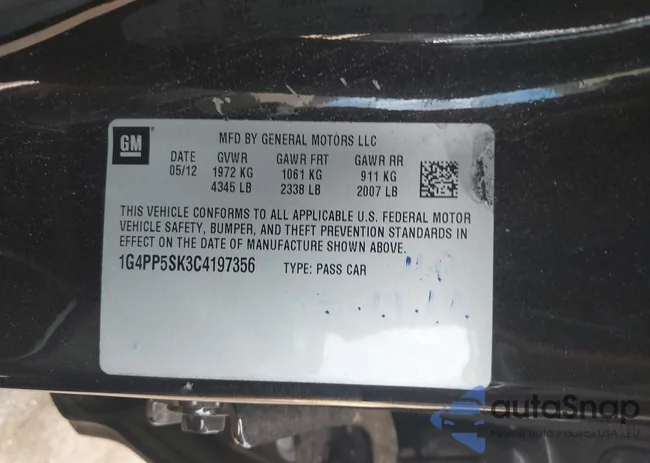 GM
MFD BY GENERAL MOTORS LLC
DATE GVWR GAWR FRT GAWR RR
05/12 1972 KG 1061 KG 911 KG
4345 LB 2338 LB 2007 LB
THIS VEHICLE CONFORMS TO ALL APPLICABLE U.S. FEDERAL MOTOR
VEHICLE SAFETY, BUMPER, AND THEFT PREVENTION STANDARDS IN
EFFECT ON THE DATE OF MANUFACTURE SHOWN ABOVE.
1G4PP5SK3C4197356 TYPE: PASS CAR
autoSnap